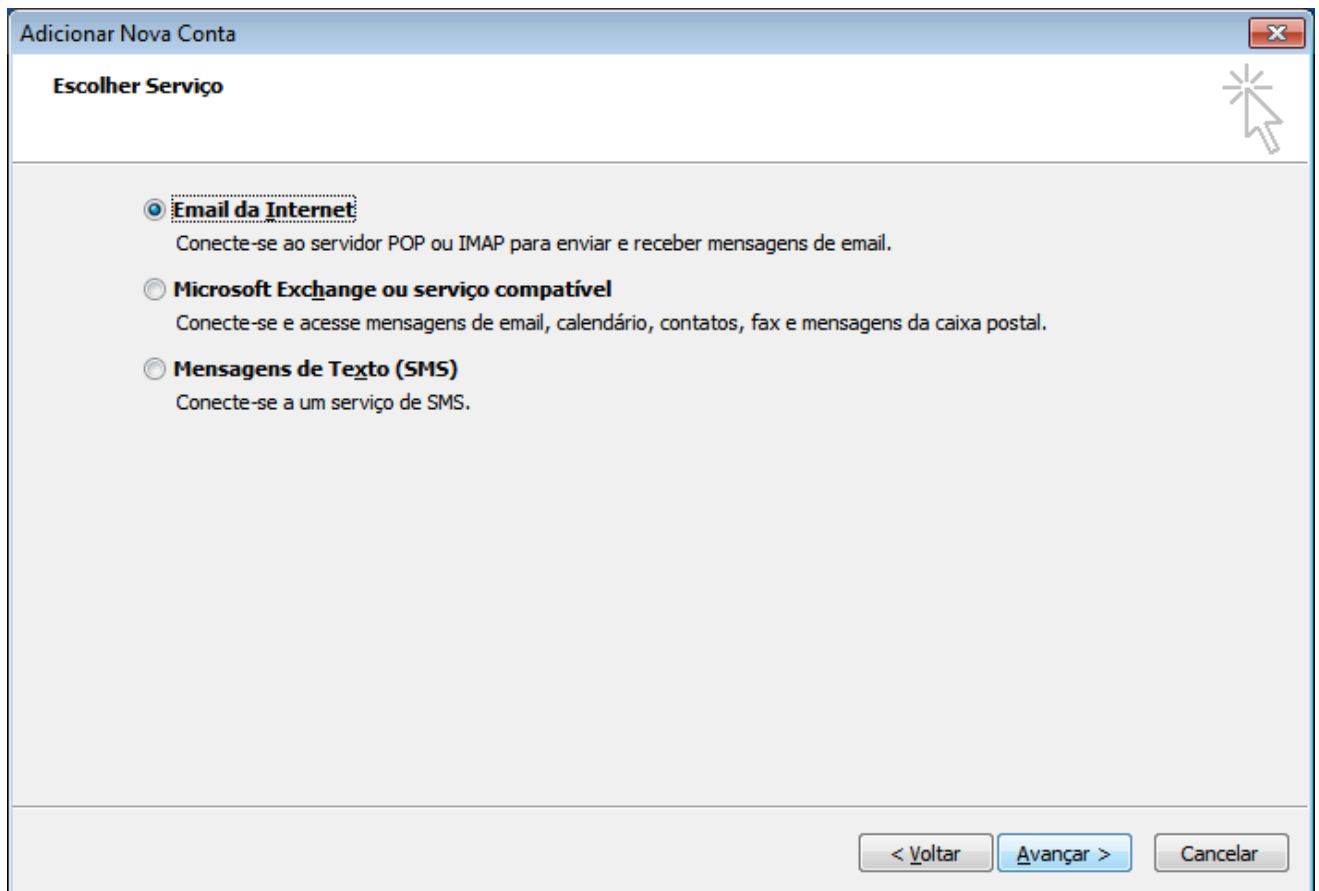 Adicionar Nova Conta
Escolher Serviço
Email da Internet
Conecte-se ao servidor POP ou IMAP para enviar e receber mensagens de email.
Microsoft Exchange ou serviço compatível
Conecte-se e acesse mensagens de email, calendário, contatos, fax e mensagens da caixa postal.
Mensagens de Texto (SMS)
Conecte-se a um serviço de SMS.
< Voltar
Avançar >
Cancelar